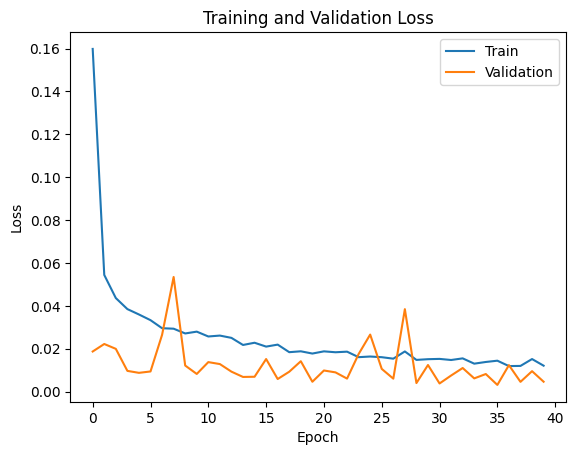 Training and Validation Loss
Train
Validation
0.16
0.14
0.12
0.10
0.08
0.06
0.04
0.02
0.00
Loss
0 5 10 15 20 25 30 35 40
Epoch